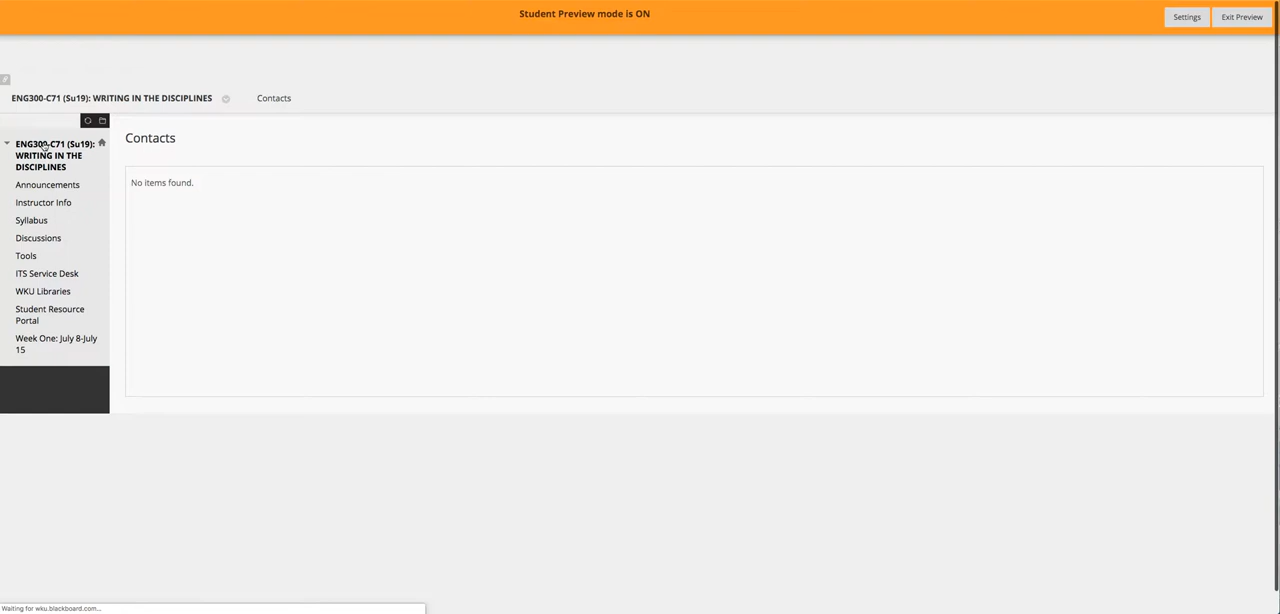 Student Preview mode is ON
Settings
Exit Preview
ENG300-C71 (Su19): WRITING IN THE DISCIPLINES
Contacts
ENG300-C71 (Su19):
WRITING IN THE
DISCIPLINES
Announcements
Instructor Info
Syllabus
Discussions
Tools
ITS Service Desk
WKU Libraries
Student Resource
Portal
Week One: July 8-July
15
Contacts
No items found.
Waiting for wku.blackboard.com...